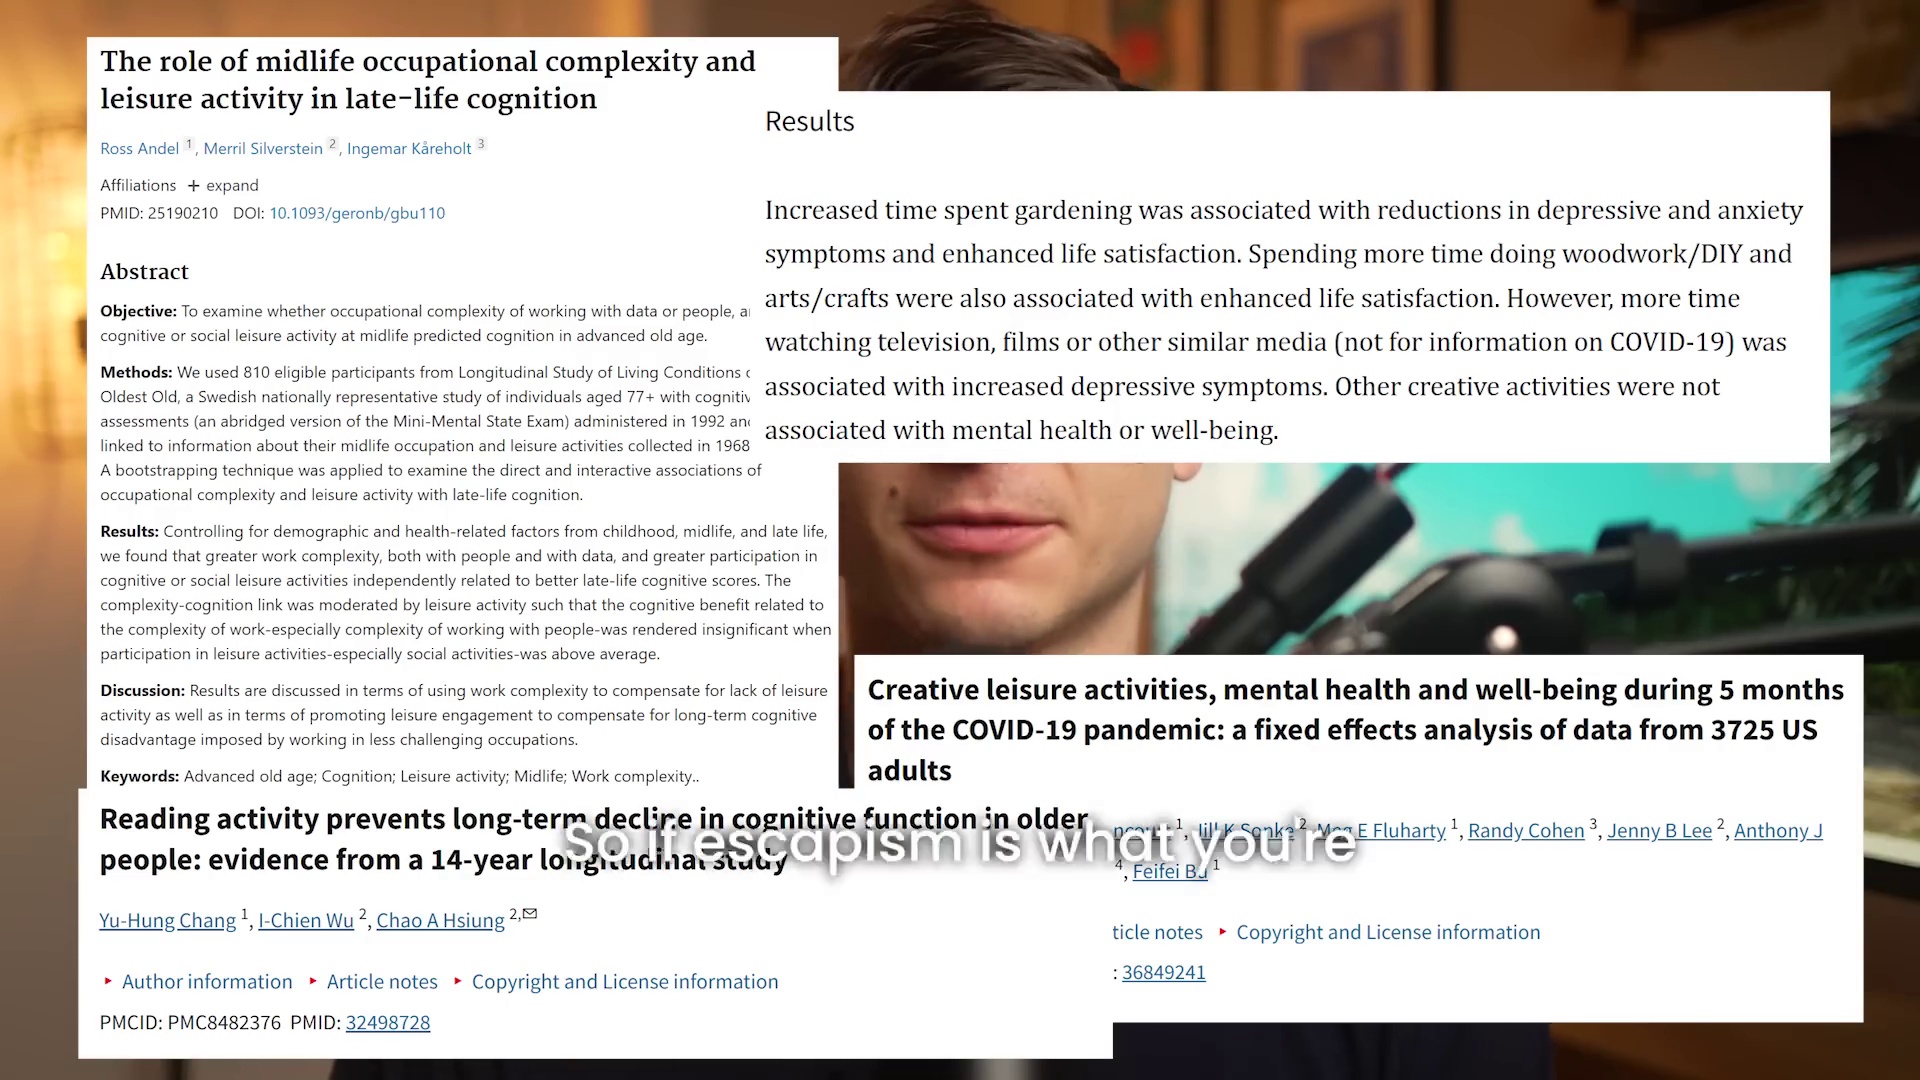 The role of midlife occupational complexity and
leisure activity in late-life cognition
Ross Andel 1, Merril Silverstein 2, Ingemar Kåreholt 3
Affiliations + expand
PMID: 25190210 DOI: 10.1093/geronb/gbu110
Abstract
Objective: To examine whether occupational complexity of working with data or people,
cognitive or social leisure activity at midlife predicted cognition in advanced old age.
Methods: We used 810 eligible participants from Longitudinal Study of Living Conditions
Oldest Old, a Swedish nationally representative study of individuals aged 77+ with
assessments (an abridged version of the Mini-Mental State Exam) administered in 1992
linked to information about their midlife occupation and leisure activities collected in 1968
A bootstrapping technique was applied to examine the direct and interactive associations of
occupational complexity and leisure activity with late-life cognition.
Results: Controlling for demographic and health-related factors from childhood, midlife, and late life,
we found that greater work complexity, both with people and with data, and greater participation in
cognitive or social leisure activities independently related to better late-life cognitive scores. The
complexity-cognition link was moderated by leisure activity such that the cognitive benefit related to
the complexity of work-especially complexity of working with people-was rendered insignificant when
participation in leisure activities-especially social activities-was above average.
Discussion: Results are discussed in terms of using work complexity to compensate for lack of leisure
activity as well as in terms of promoting leisure engagement to compensate for long-term cognitive
disadvantage imposed by working in less challenging occupations.
Keywords: Advanced old age; Cognition; Leisure activity; Midlife; Work complexity..
Results
Increased time spent gardening was associated with reductions in depressive and anxiety
symptoms and enhanced life satisfaction. Spending more time doing woodwork/DIY and
arts/crafts were also associated with enhanced life satisfaction. However, more time
watching television, films or other similar media (not for information on COVID-19) was
associated with increased depressive symptoms. Other creative activities were not
associated with mental health or well-being.
Creative leisure activities, mental health and well-being during 5 months
of the COVID-19 pandemic: a fixed effects analysis of data from 3725 US
adults
1, Jill K Sonke 2, Meg E Fluharty 1, Randy Cohen 3, Jenny B Lee 2, Anthony J
4, Feifei Bu 1
ticle notes ▸ Copyright and License information
: 36849241
Reading activity prevents long-term decline in cognitive function in older
people: evidence from a 14-year longitudinal study
Yu-Hung Chang 1, I-Chien Wu 2, Chao A Hsiung 2,✉
▸ Author information ▸ Article notes ▸ Copyright and License information
PMCID: PMC8482376 PMID: 32498728
So if escapism is what you're